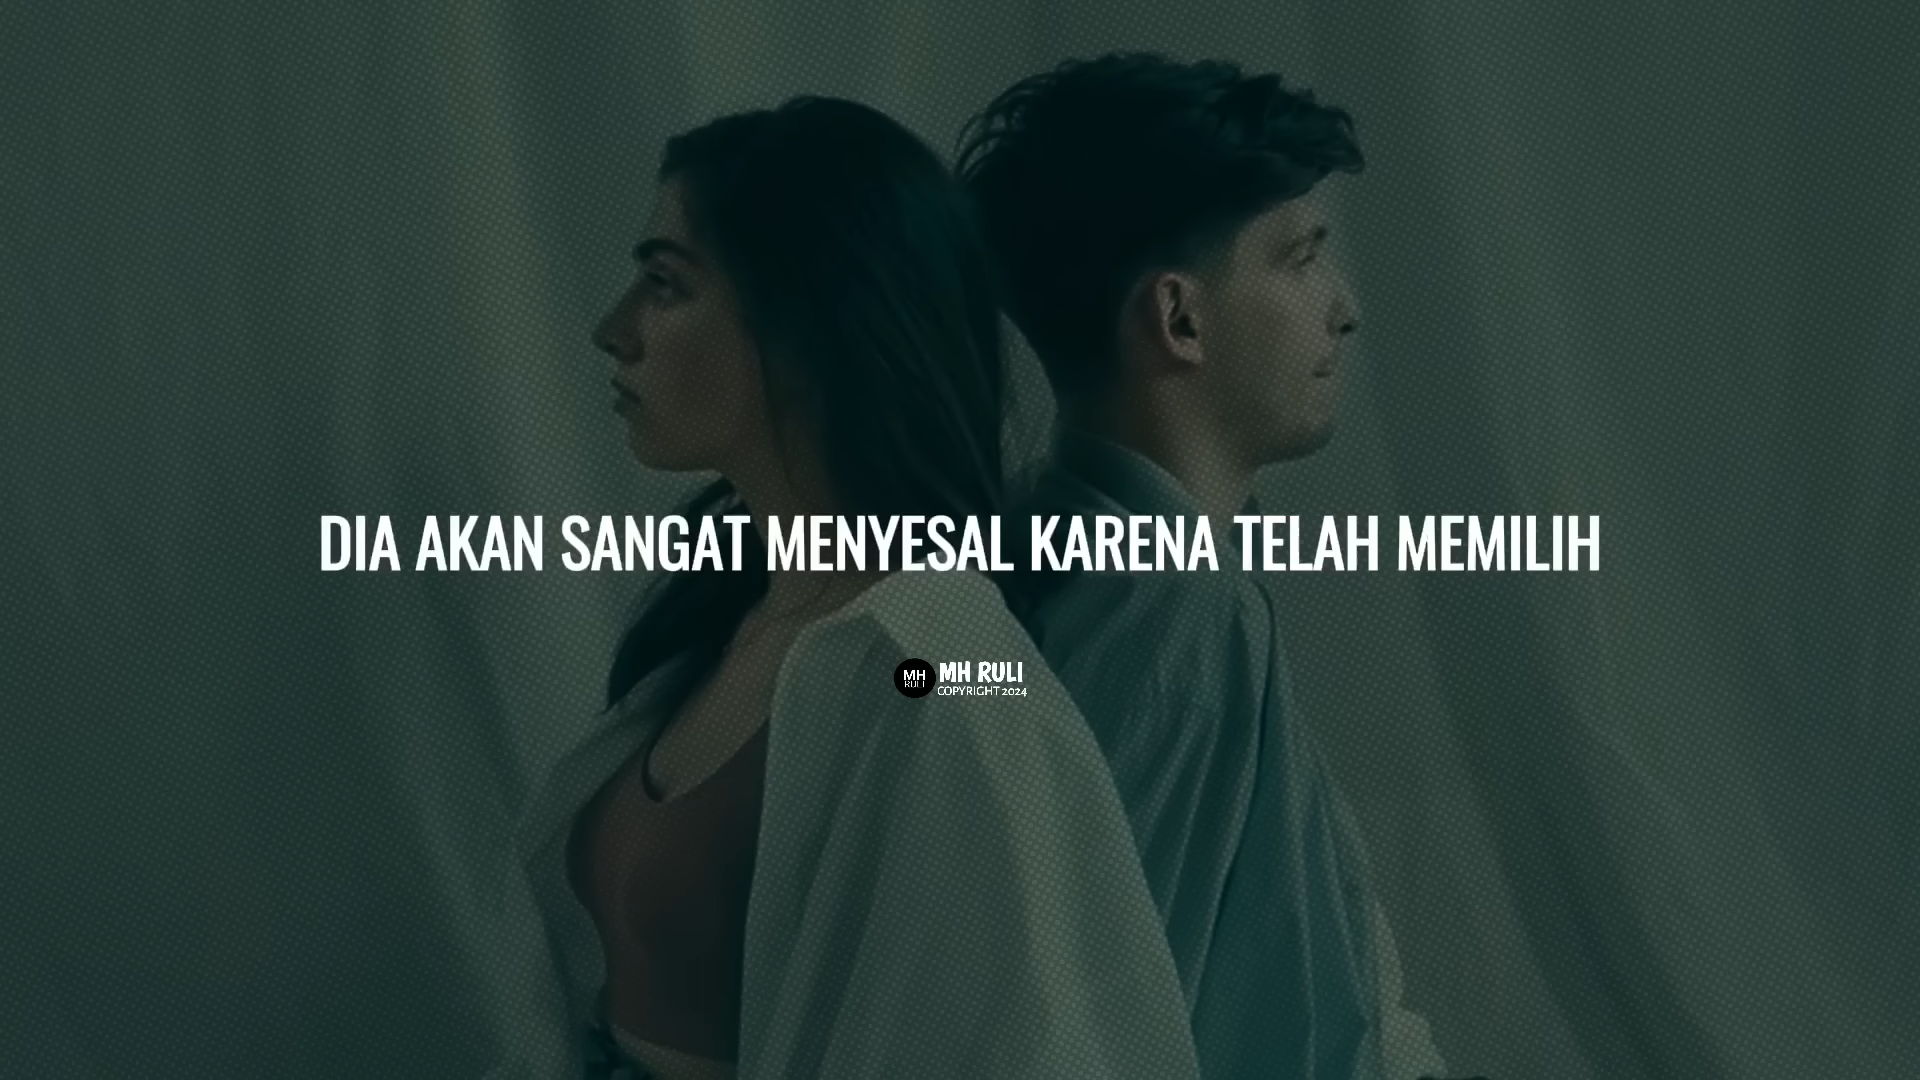 DIA AKAN SANGAT MENYESAL KARENA TELAH MEMILIH
MH
RULI
MH RULI
COPYRIGHT 2024